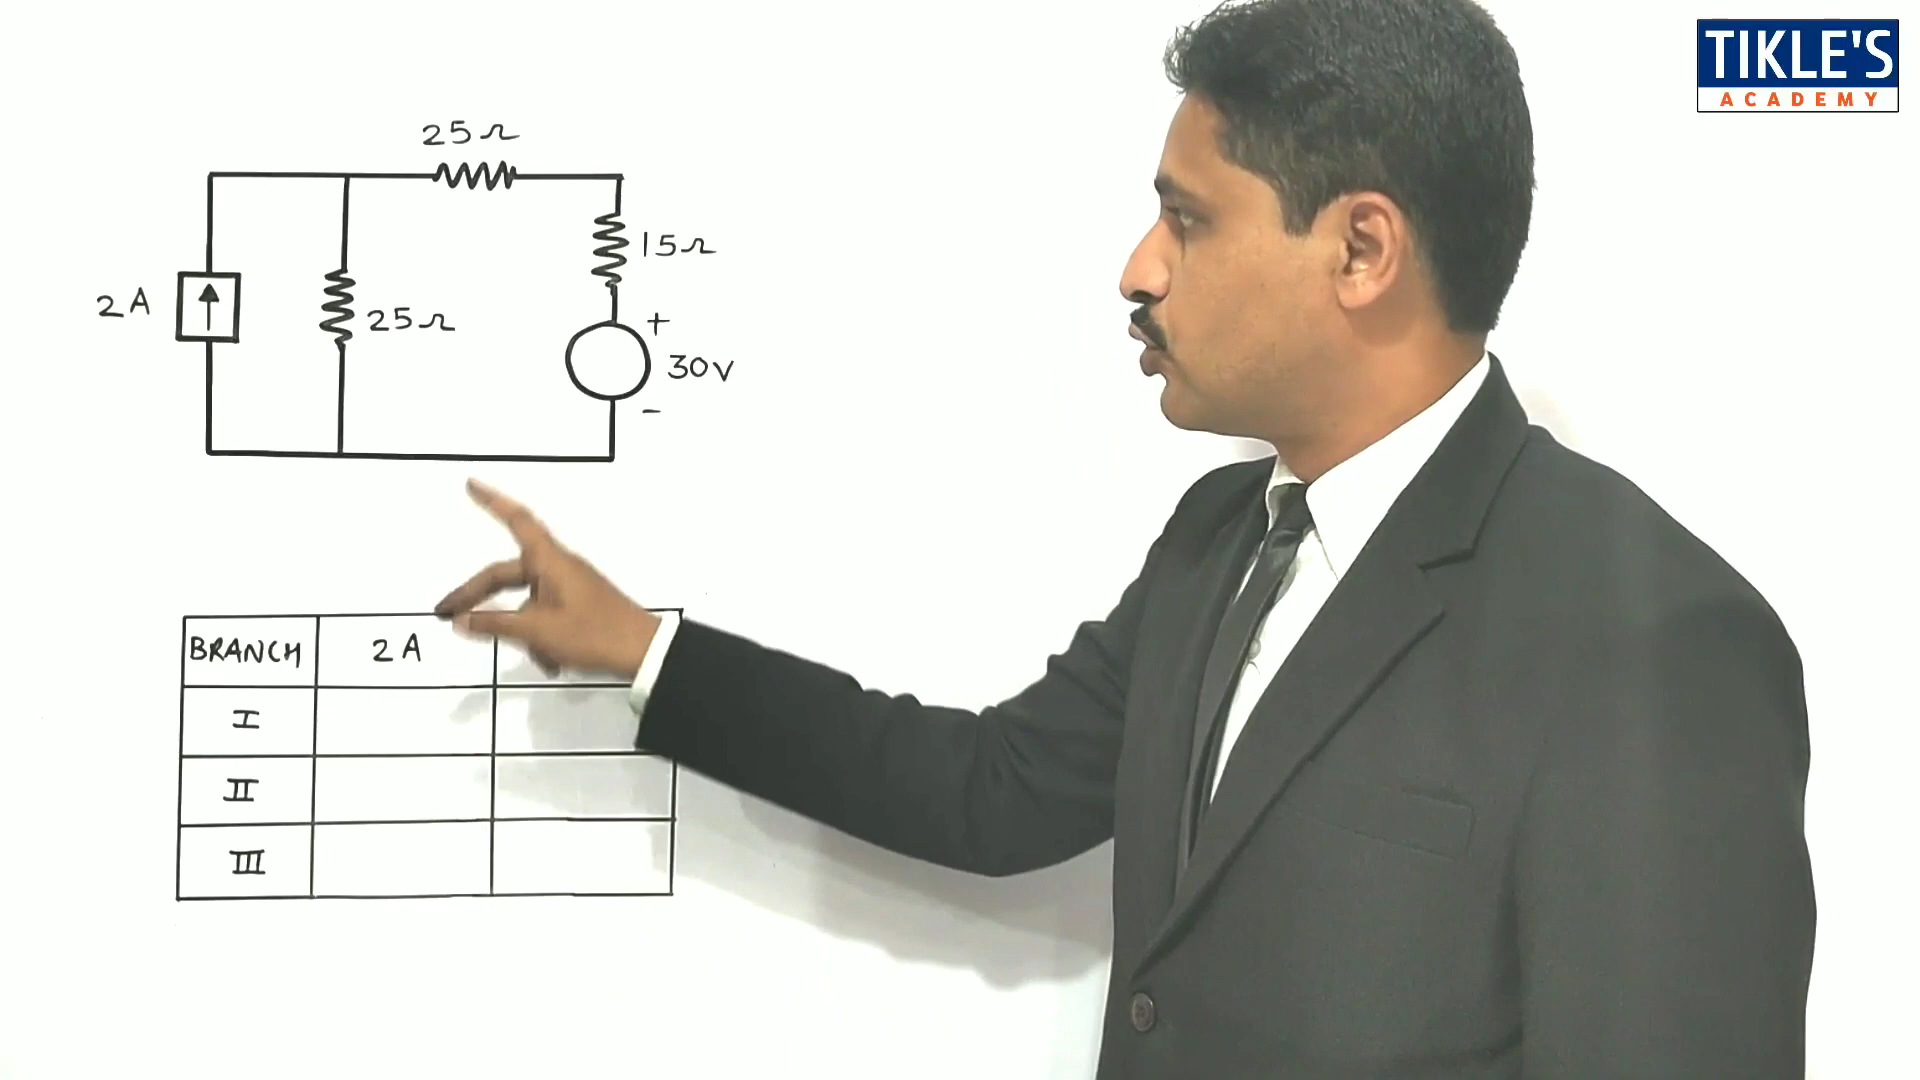 TIKLE'S
ACADEMY
25Ω
15Ω
2A
25Ω
+
30V
-
BRANCH 2A
I
II
III